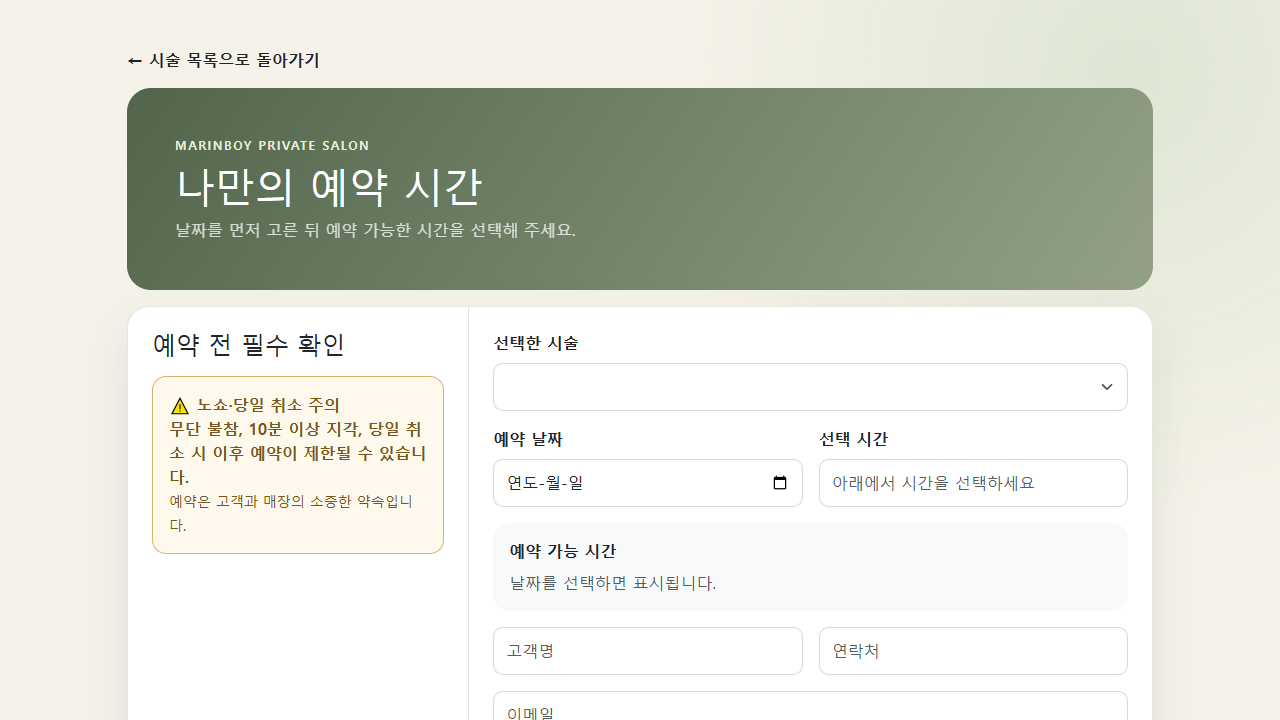 ← 시술 목록으로 돌아가기
MARINBOY PRIVATE SALON
나만의 예약 시간
날짜를 먼저 고른 뒤 예약 가능한 시간을 선택해 주세요.
예약 전 필수 확인
⚠ 노쇼·당일 취소 주의
무단 불참, 10분 이상 지각, 당일 취
소 시 이후 예약이 제한될 수 있습니
다.
예약은 고객과 매장의 소중한 약속입니
다.
선택한 시술
예약 날짜
선택 시간
연도-월-일
아래에서 시간을 선택하세요
예약 가능 시간
날짜를 선택하면 표시됩니다.
고객명
연락처
이메일